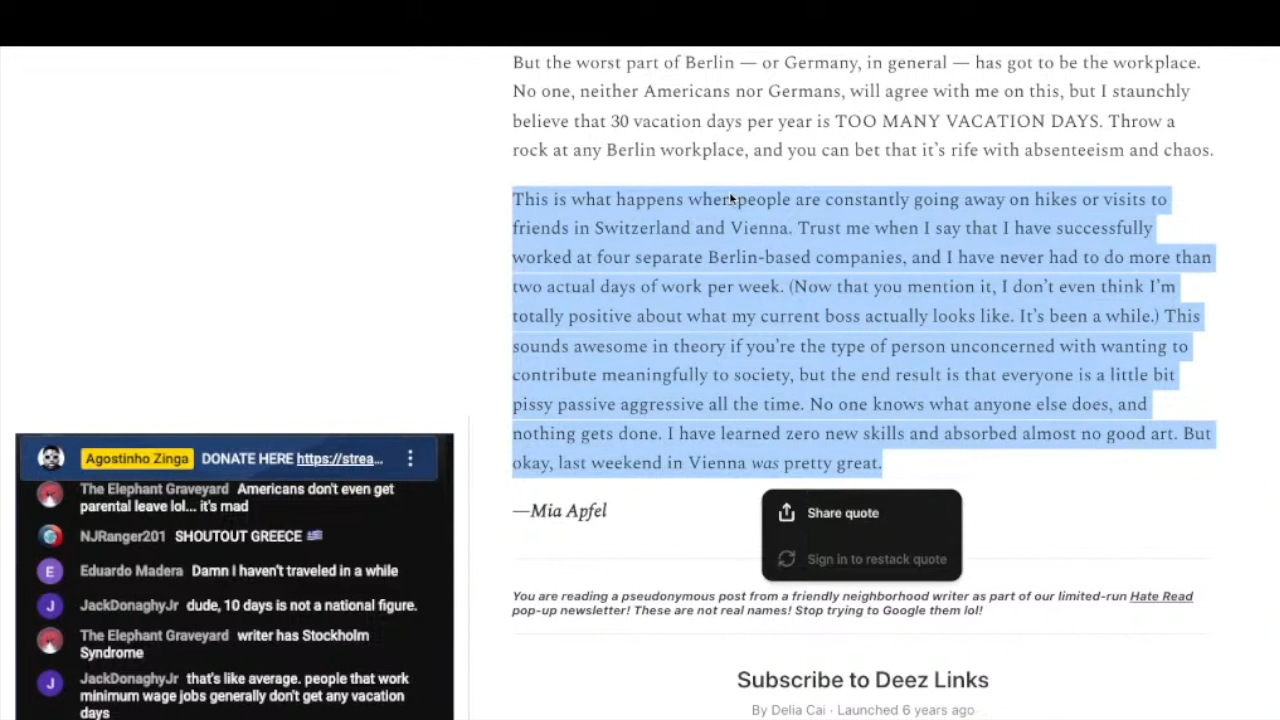 But the worst part of Berlin — or Germany, in general — has got to be the workplace.
No one, neither Americans nor Germans, will agree with me on this, but I staunchly
believe that 30 vacation days per year is TOO MANY VACATION DAYS. Throw a
rock at any Berlin workplace, and you can bet that it's rife with absenteeism and chaos.
This is what happens when people are constantly going away on hikes or visits to
friends in Switzerland and Vienna. Trust me when I say that I have successfully
worked at four separate Berlin-based companies, and I have never had to do more than
two actual days of work per week. (Now that you mention it, I don't even think I'm
totally positive about what my current boss actually looks like. It's been a while.) This
sounds awesome in theory if you're the type of person unconcerned with wanting to
contribute meaningfully to society, but the end result is that everyone is a little bit
pissy passive aggressive all the time. No one knows what anyone else does, and
nothing gets done. I have learned zero new skills and absorbed almost no good art. But
okay, last weekend in Vienna was pretty great.
—Mia Apfel
Share quote
Sign in to restack quote
You are reading a pseudonymous post from a friendly neighborhood writer as part of our limited-run Hate Read
pop-up newsletter! These are not real names! Stop trying to Google them lol!
Subscribe to Deez Links
By Delia Cai · Launched 6 years ago
Agostinho Zinga DONATE HERE https://strea...
The Elephant Graveyard Americans don't even get
parental leave lol... it's mad
NJRanger201 SHOUTOUT GREECE 🇬🇷
E Eduardo Madera Damn I haven't traveled in a while
J JackDonaghyJr dude, 10 days is not a national figure.
The Elephant Graveyard writer has Stockholm
Syndrome
J JackDonaghyJr that's like average. people that work
minimum wage jobs generally don't get any vacation
days